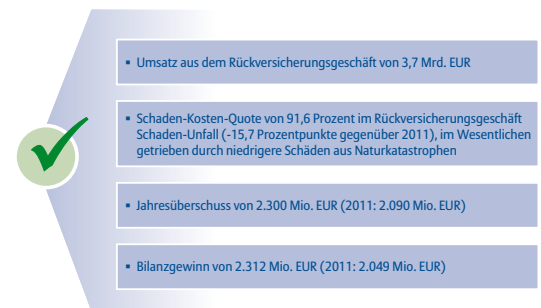 ▪ Umsatz aus dem Rückversicherungsgeschäft von 3,7 Mrd. EUR
▪ Schaden-Kosten-Quote von 91,6 Prozent im Rückversicherungsgeschäft
Schaden-Unfall (-15,7 Prozentpunkte gegenüber 2011), im Wesentlichen
getrieben durch niedrigere Schäden aus Naturkatastrophen
▪ Jahresüberschuss von 2.300 Mio. EUR (2011: 2.090 Mio. EUR)
▪ Bilanzgewinn von 2.312 Mio. EUR (2011: 2.049 Mio. EUR)